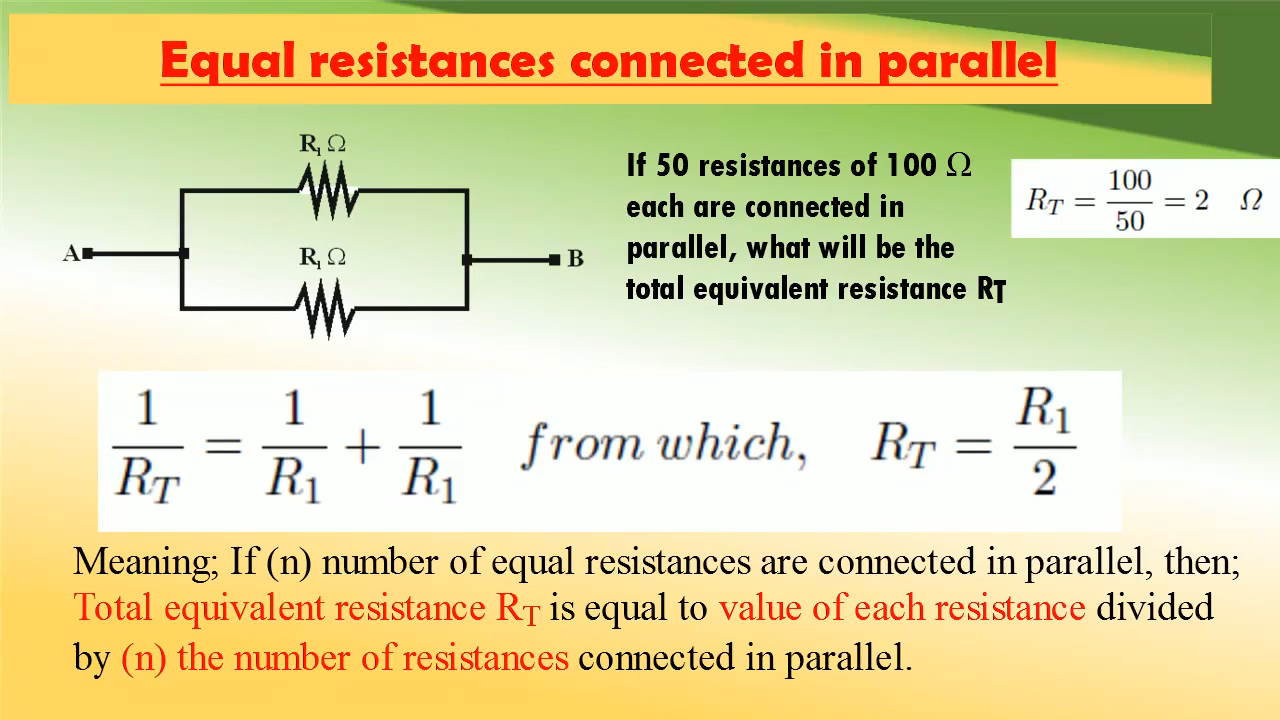 Equal resistances connected in parallel
R₁ Ω
A
R₁ Ω
B
If 50 resistances of 100 Ω
each are connected in
parallel, what will be the
total equivalent resistance R_T
R_T = 100/50 = 2 Ω
1/R_T = 1/R₁ + 1/R₁ from which, R_T = R₁/2
Meaning; If (n) number of equal resistances are connected in parallel, then;
Total equivalent resistance R_T is equal to value of each resistance divided
by (n) the number of resistances connected in parallel.